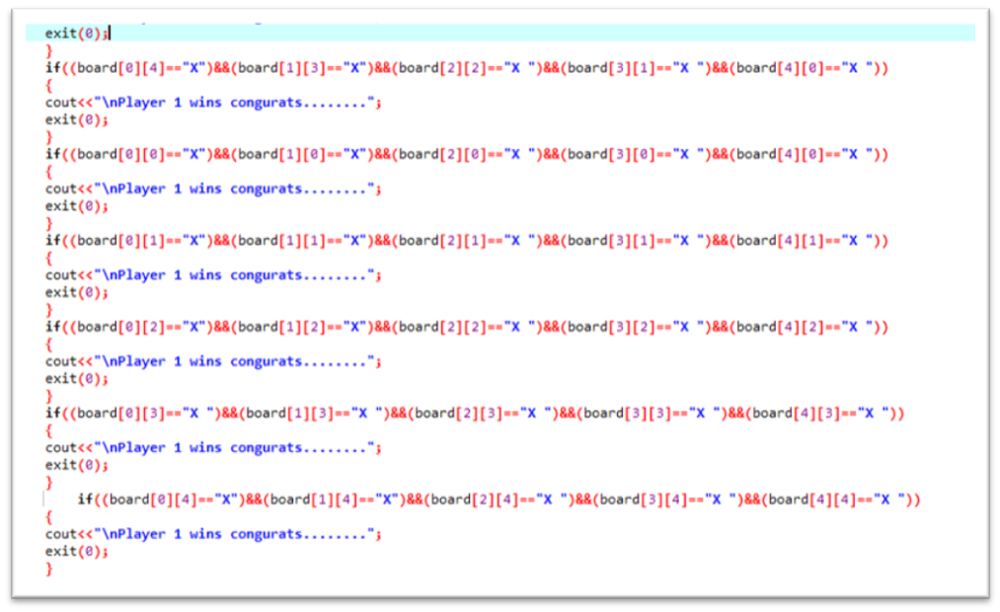 exit(0);
}
if((board[0][4]=="X")&&(board[1][3]=="X")&&(board[2][2]=="X ")&&(board[3][1]=="X ")&&(board[4][0]=="X "))
{
cout<<"\nPlayer 1 wins congurats........";
exit(0);
}
if((board[0][0]=="X")&&(board[1][0]=="X")&&(board[2][0]=="X ")&&(board[3][0]=="X ")&&(board[4][0]=="X "))
{
cout<<"\nPlayer 1 wins congurats........";
exit(0);
}
if((board[0][1]=="X")&&(board[1][1]=="X")&&(board[2][1]=="X ")&&(board[3][1]=="X ")&&(board[4][1]=="X "))
{
cout<<"\nPlayer 1 wins congurats........";
exit(0);
}
if((board[0][2]=="X")&&(board[1][2]=="X")&&(board[2][2]=="X ")&&(board[3][2]=="X ")&&(board[4][2]=="X "))
{
cout<<"\nPlayer 1 wins congurats........";
exit(0);
}
if((board[0][3]=="X ")&&(board[1][3]=="X ")&&(board[2][3]=="X ")&&(board[3][3]=="X ")&&(board[4][3]=="X "))
{
cout<<"\nPlayer 1 wins congurats........";
exit(0);
}
if((board[0][4]=="X")&&(board[1][4]=="X")&&(board[2][4]=="X ")&&(board[3][4]=="X ")&&(board[4][4]=="X "))
{
cout<<"\nPlayer 1 wins congurats........";
exit(0);
}